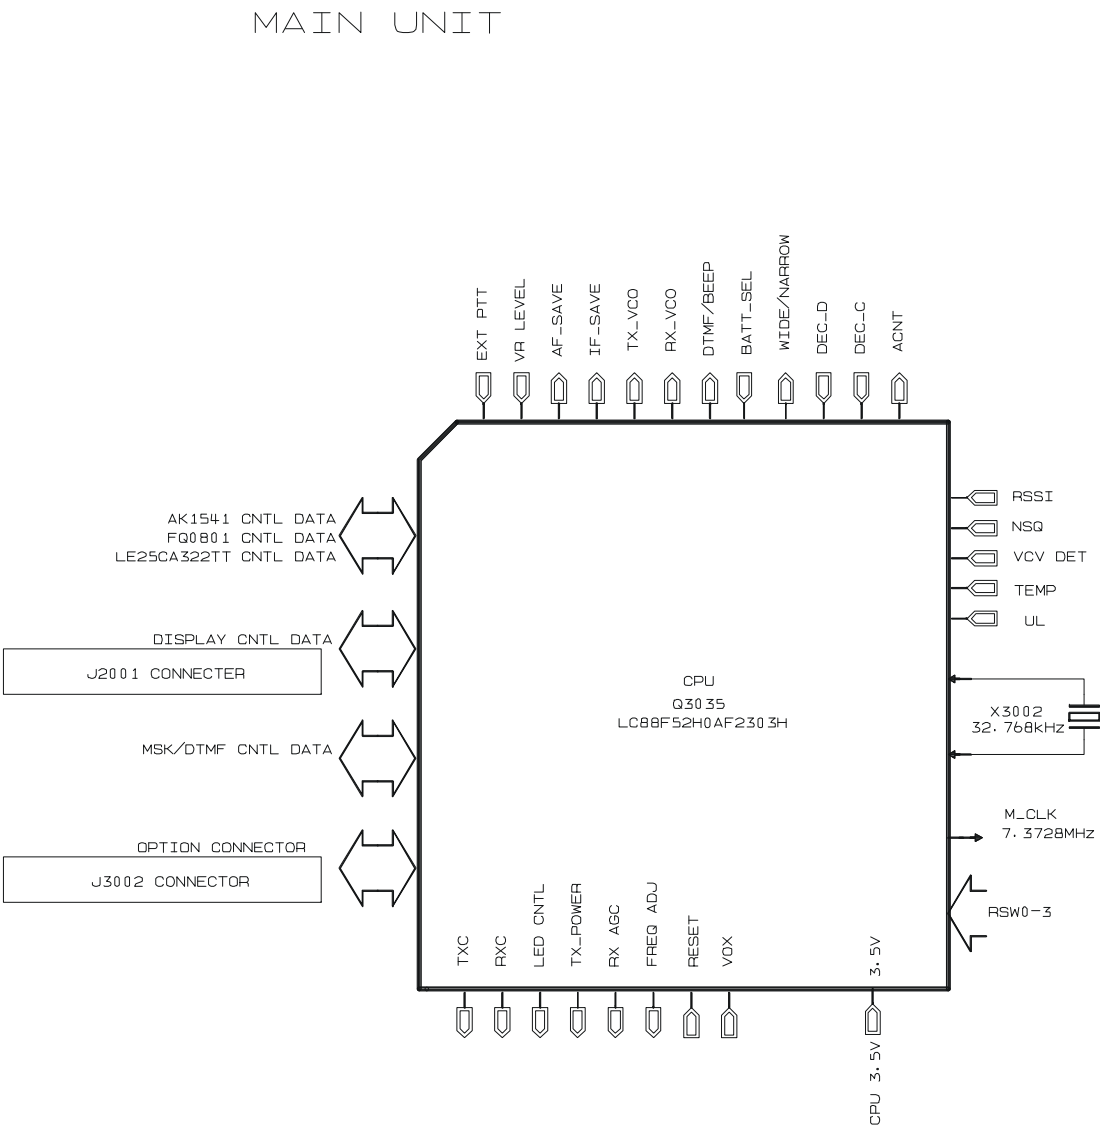 MAIN UNIT
EXT PTT
VR LEVEL
AF_SAVE
IF_SAVE
TX_VCO
RX_VCO
DTMF/BEEP
BATT_SEL
WIDE/NARROW
DEC_D
DEC_C
ACNT
AK1541 CNTL DATA
FQ0801 CNTL DATA
LE25CA322TT CNTL DATA
DISPLAY CNTL DATA
J2001 CONNECTER
MSK/DTMF CNTL DATA
OPTION CONNECTOR
J3002 CONNECTOR
CPU
Q3035
LC88F52H0AF2303H
RSSI
NSQ
VCV DET
TEMP
UL
X3002
32.768kHz
M_CLK
7.3728MHz
RSW0-3
TXC
RXC
LED CNTL
TX_POWER
RX AGC
FREQ ADJ
RESET
VOX
3.5V
CPU 3.5V